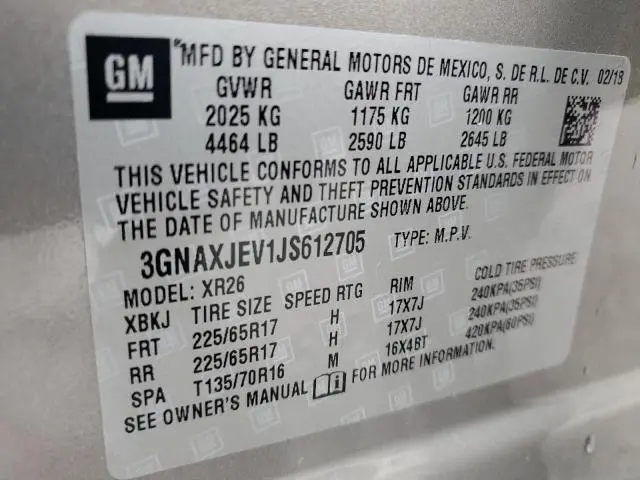 GM
*MFD BY GENERAL MOTORS DE MEXICO, S. DE R.L. DE C.V. 02/18
GVWR GAWR FRT GAWR RR
2025 KG 1175 KG 1200 KG
4464 LB 2590 LB 2645 LB
THIS VEHICLE CONFORMS TO ALL APPLICABLE U.S. FEDERAL MOTOR
VEHICLE SAFETY AND THEFT PREVENTION STANDARDS IN EFFECT ON
THE DATE OF MANUFACTURE SHOWN ABOVE.
3GNAXJEV1JS612705 TYPE: M.P.V.
MODEL: XR26
XBKJ TIRE SIZE SPEED RTG RIM COLD TIRE PRESSURE
FRT 225/65R17 H 17X7J 240KPA(35PSI)
RR 225/65R17 H 17X7J 240KPA(35PSI)
SPA T135/70R16 M 16X4BT 420KPA(60PSI)
SEE OWNER'S MANUAL FOR MORE INFORMATION.